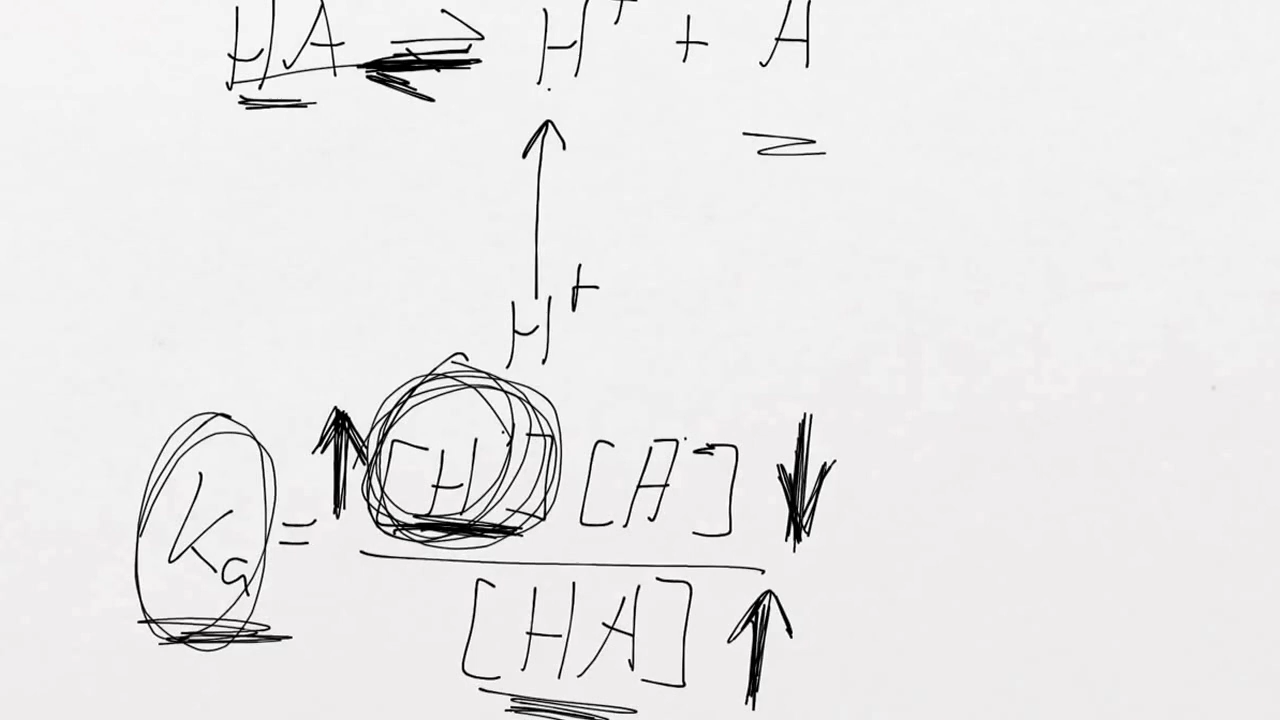 HA ⇌ H⁺ + A
H⁺
Ka = ↑ [H] [A⁻] ↓
[HA] ↑